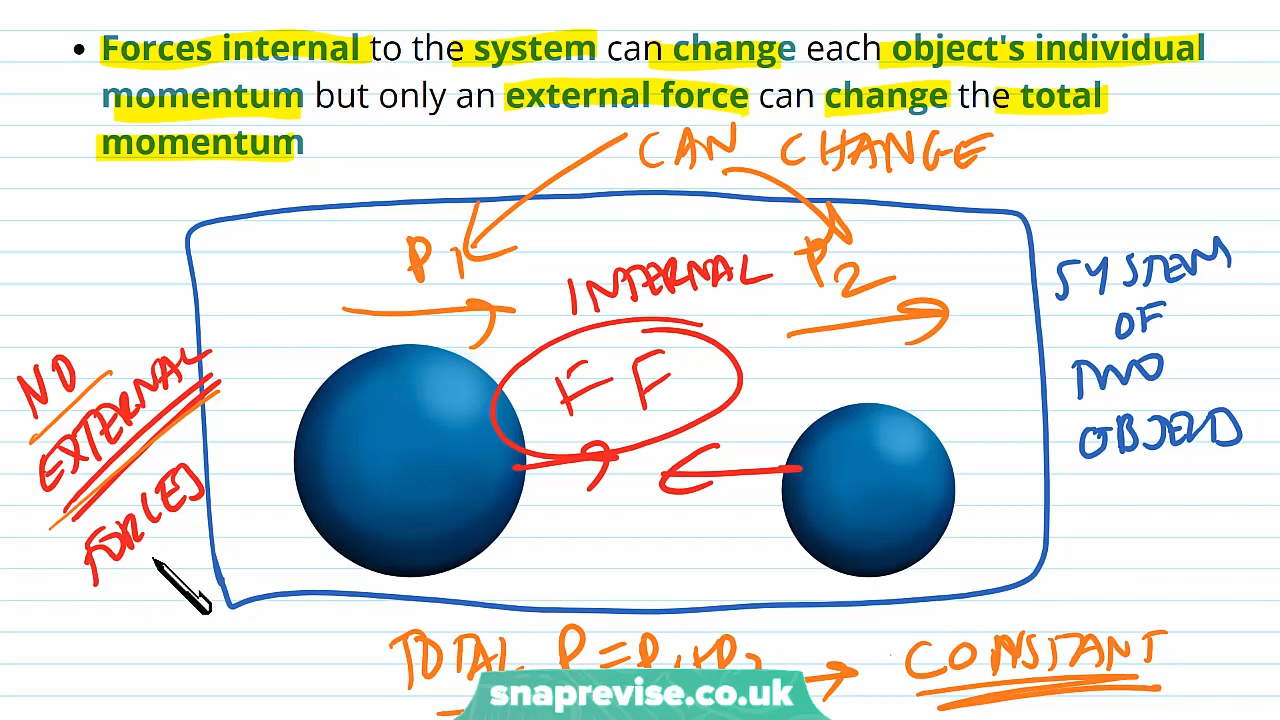 • Forces internal to the system can change each object's individual
momentum but only an external force can change the total
momentum
CAN CHANGE
P1
P2
INTERNAL
F F
SYSTEM
OF
TWO
OBJECTS
NO
EXTERNAL
FORCES
TOTAL P = P1+P2 → CONSTANT
snaprevise.co.uk